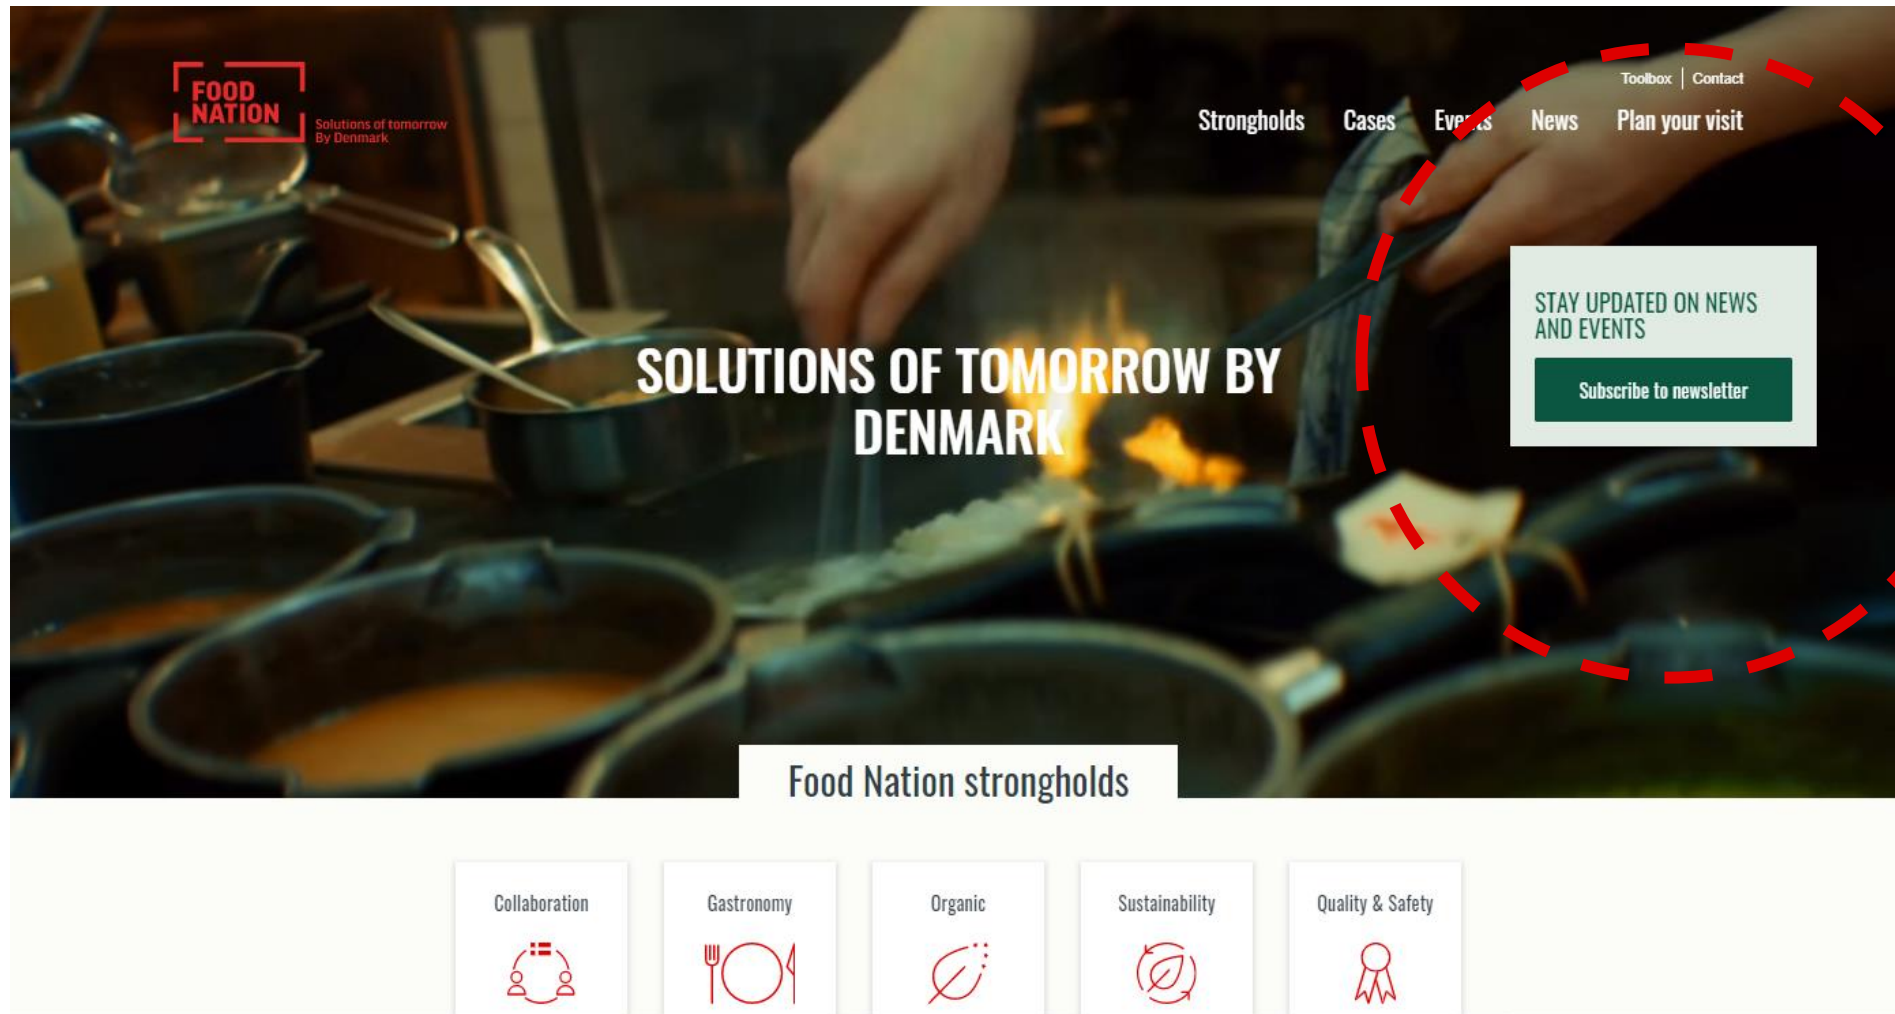 FOOD
NATION
Solutions of tomorrow
By Denmark
Toolbox | Contact
Strongholds Cases Events News Plan your visit
STAY UPDATED ON NEWS
AND EVENTS
Subscribe to newsletter
SOLUTIONS OF TOMORROW BY
DENMARK
Food Nation strongholds
Collaboration Gastronomy Organic Sustainability Quality & Safety